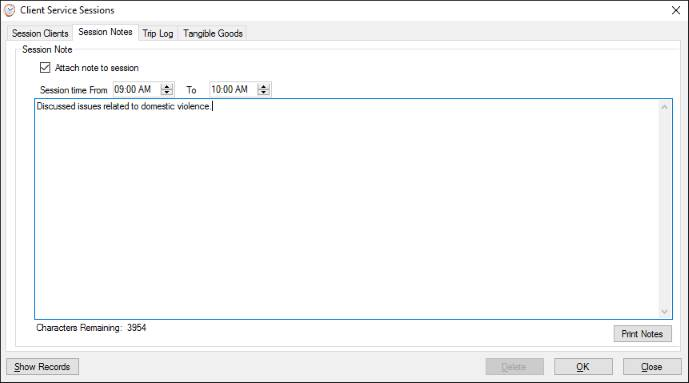 Client Service Sessions
Session Clients Session Notes Trip Log Tangible Goods
Session Note
Attach note to session
Session time From 09:00 AM To 10:00 AM
Discussed issues related to domestic violence.
Characters Remaining: 3954
Print Notes
Show Records Delete OK Close